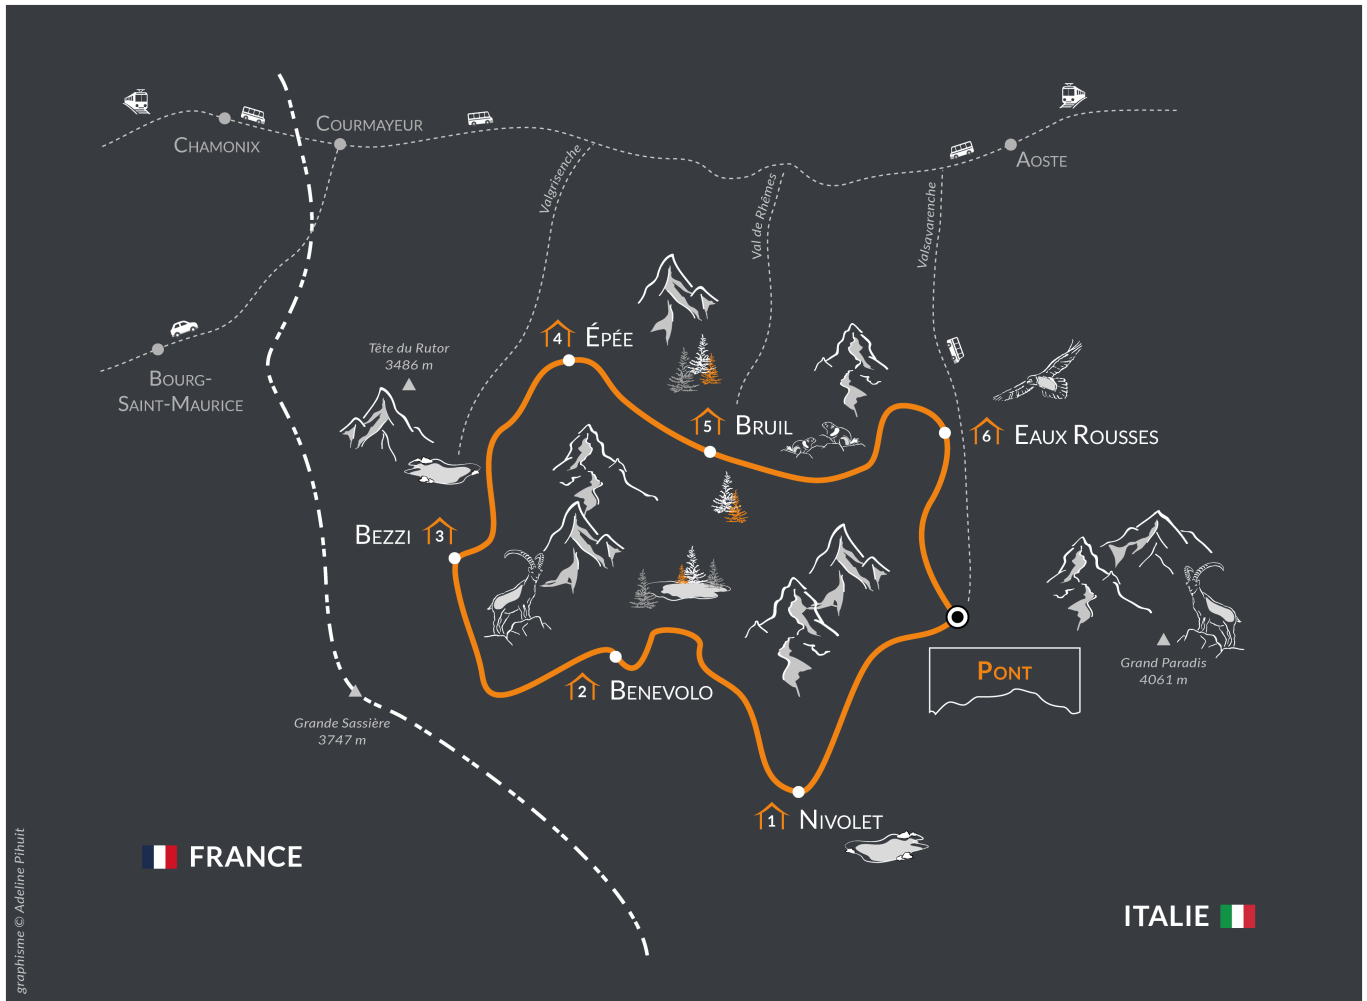 COURMAYEUR
CHAMONIX
AOSTE
Valgrisenche
Val de Rhêmes
Valsavarenche
4
ÉPÉE
Tête du Rutor
3486 m
BOURG-
SAINT-MAURICE
5
BRUIL
6
EAUX ROUSSES
BEZZI
3
PONT
Grand Paradis
4061 m
2
BENEVOLO
Grande Sassière
3747 m
1
NIVOLET
FRANCE
ITALIE
graphisme © Adeline Pihuit